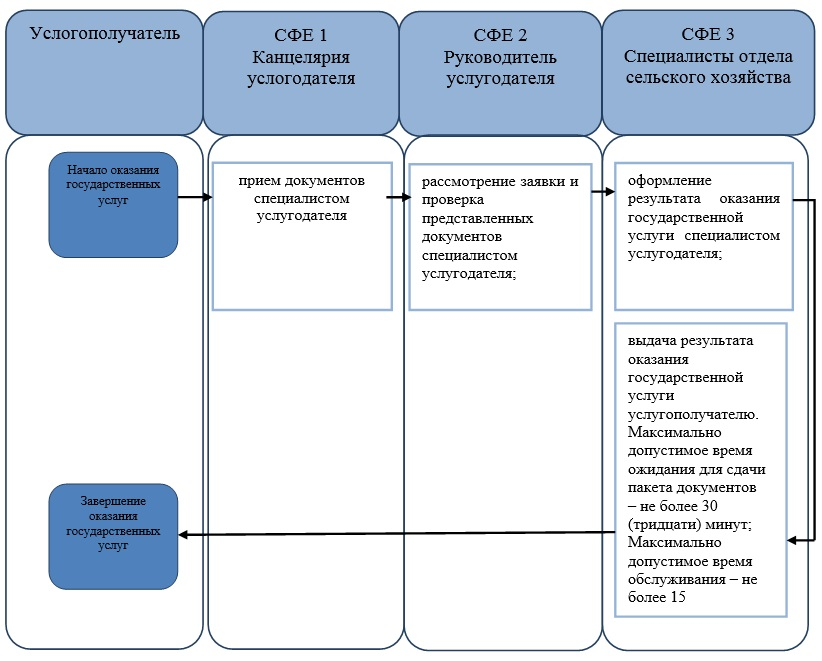 Услогополучатель
СФЕ 1
Канцелярия
услогодателя
СФЕ 2
Руководитель
услугодателя
СФЕ 3
Специалисты отдела
сельского хозяйства
Начало оказания
государственных
услуг
прием документов
специалистом
услугодателя
рассмотрение заявки и
проверка
представленных
документов
специалистом
услугодателя;
оформление
результата оказания
государственной
услуги специалистом
услугодателя;
выдача результата
оказания
государственной
услуги
услугополучателю.
Максимально
допустимое время
ожидания для сдачи
пакета документов
– не более 30
(тридцати) минут;
Максимально
допустимое время
обслуживания – не
более 15
Завершение
оказания
государственных
услуг